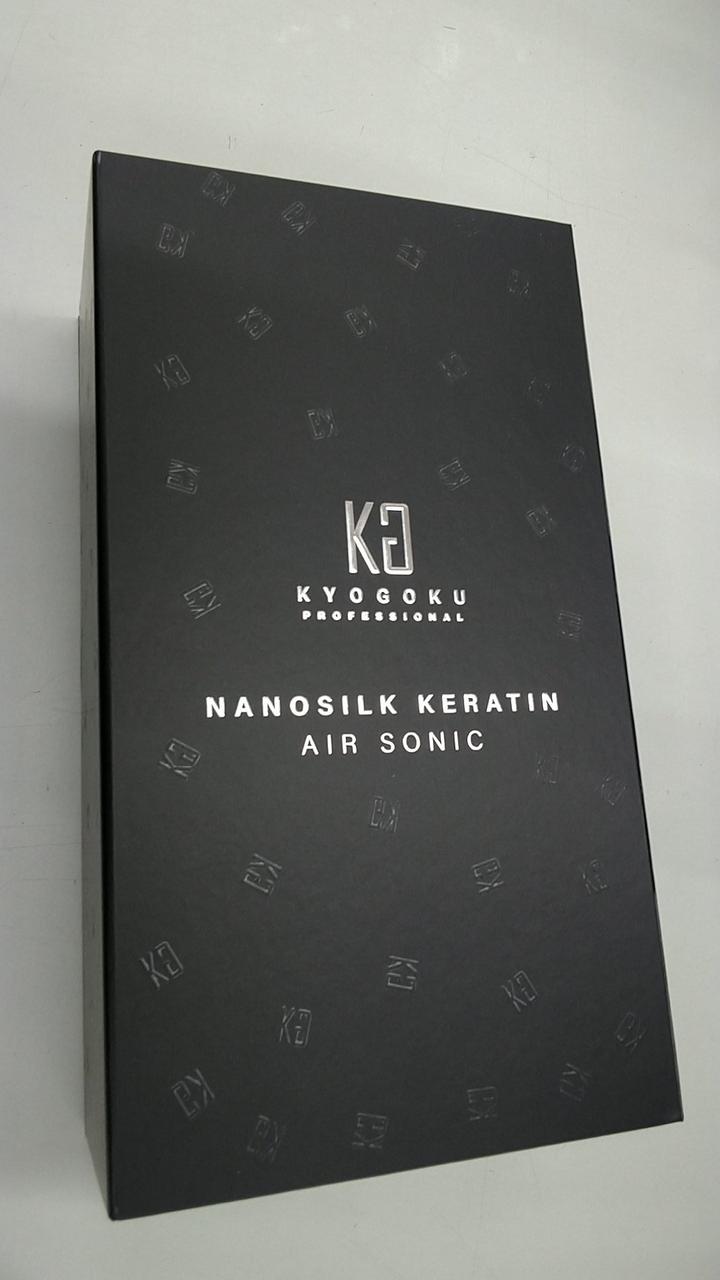 KG
KYOGOKU
PROFESSIONAL
NANOSILK KERATIN
AIR SONIC